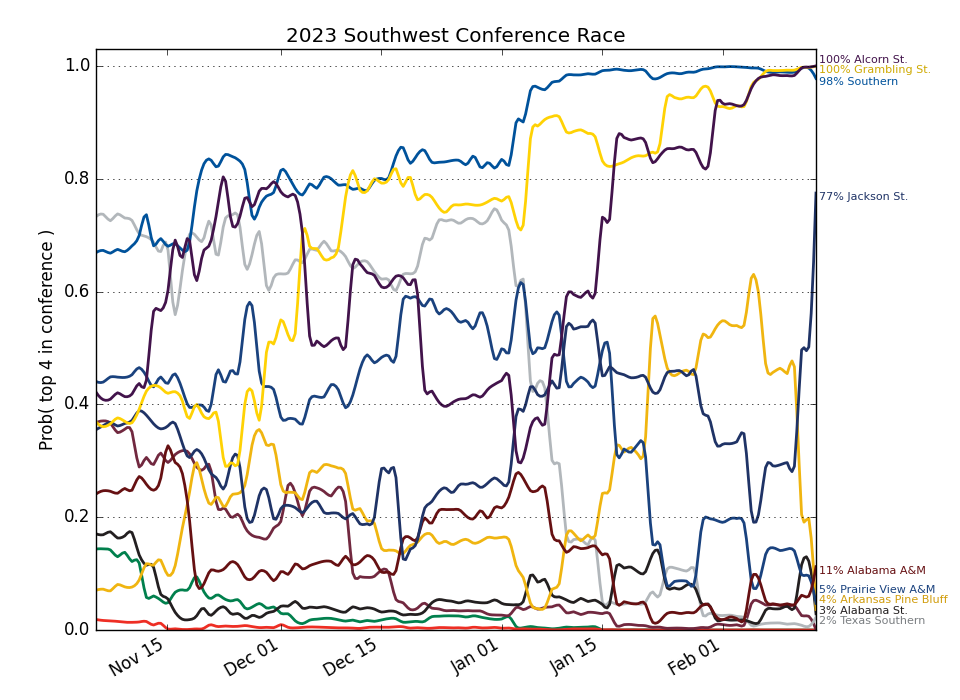 2023 Southwest Conference Race
Prob( top 4 in conference )
1.0
0.8
0.6
0.4
0.2
0.0
Nov 15
Dec 01
Dec 15
Jan 01
Jan 15
Feb 01
100% Alcorn St.
100% Grambling St.
98% Southern
77% Jackson St.
11% Alabama A&M
5% Prairie View A&M
4% Arkansas Pine Bluff
3% Alabama St.
2% Texas Southern